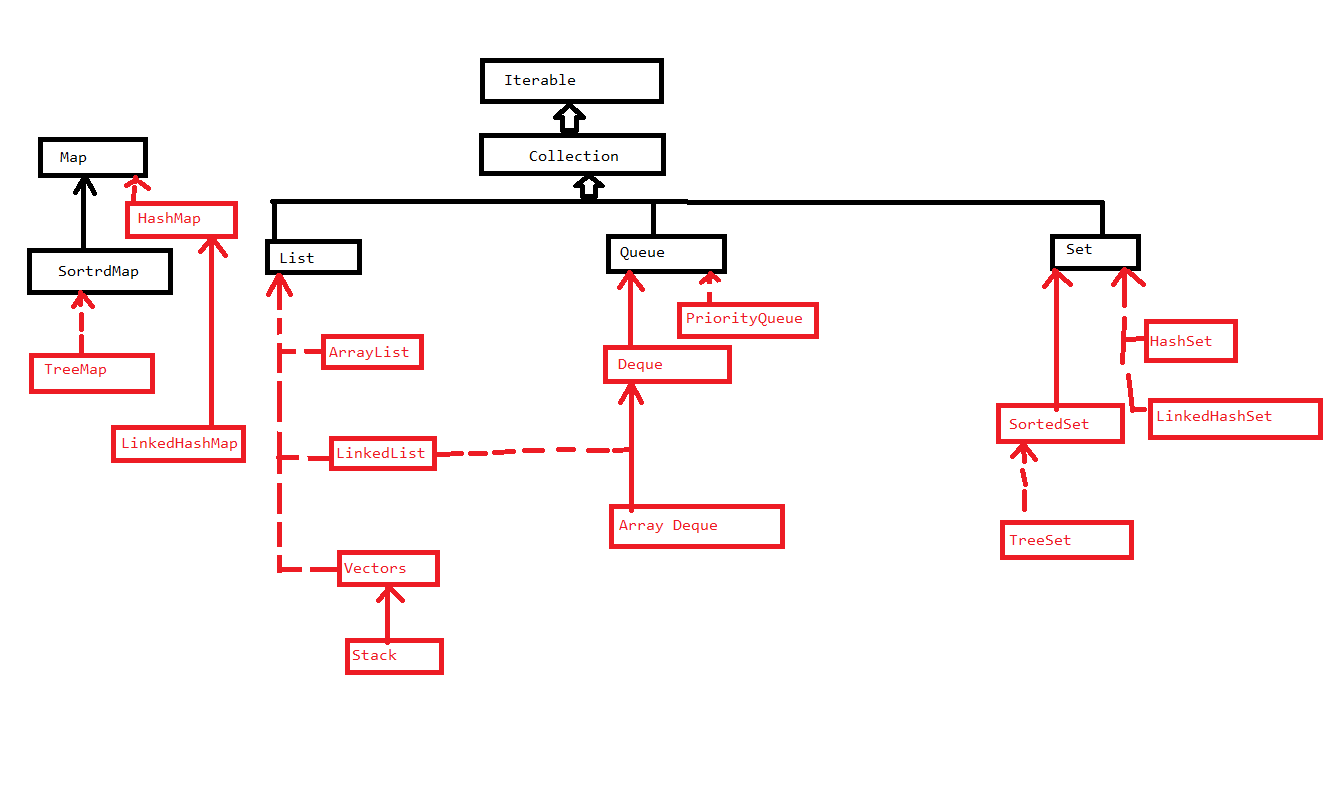 Iterable
Map
Collection
HashMap
SortrdMap
List
Queue
Set
PriorityQueue
HashSet
ArrayList
Deque
TreeMap
LinkedHashSet
SortedSet
LinkedHashMap
LinkedList
Array Deque
TreeSet
Vectors
Stack